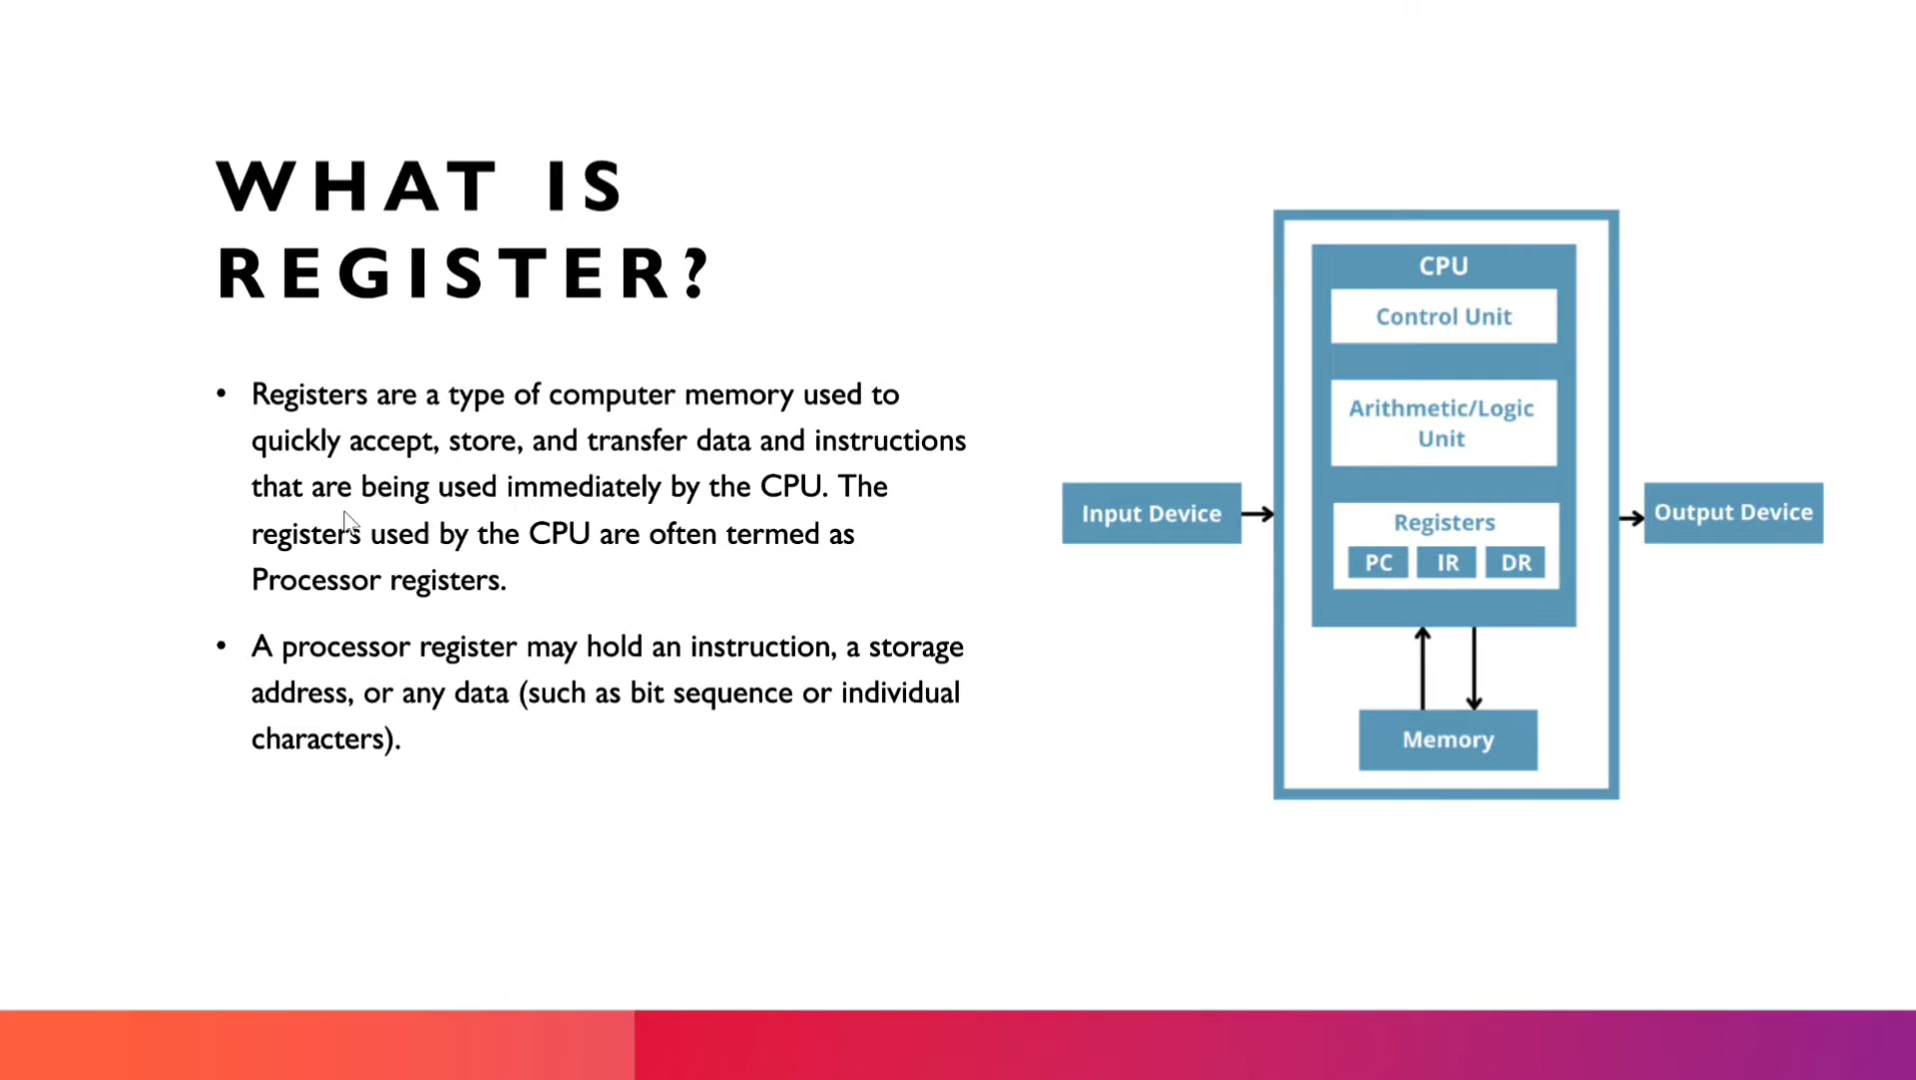 WHAT IS
REGISTER?
• Registers are a type of computer memory used to
quickly accept, store, and transfer data and instructions
that are being used immediately by the CPU. The
registers used by the CPU are often termed as
Processor registers.
• A processor register may hold an instruction, a storage
address, or any data (such as bit sequence or individual
characters).
CPU
Control Unit
Arithmetic/Logic
Unit
Registers
PC IR DR
Input Device
Output Device
Memory